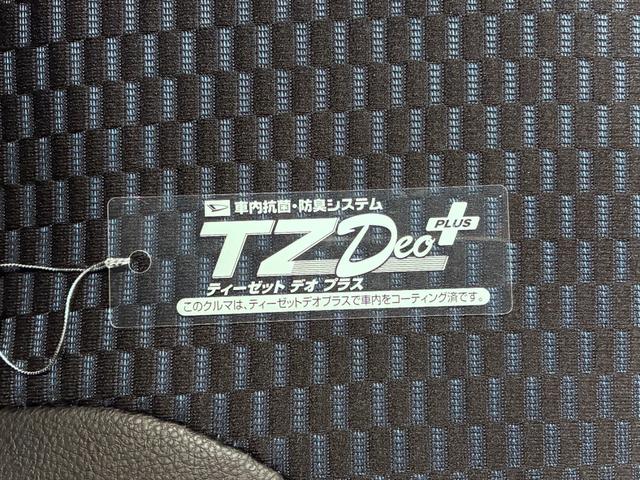 車内抗菌・防臭システム
TZDeo PLUS
ティーゼット デオ プラス
このクルマは、ティーゼットデオプラスで車内をコーティング済です。